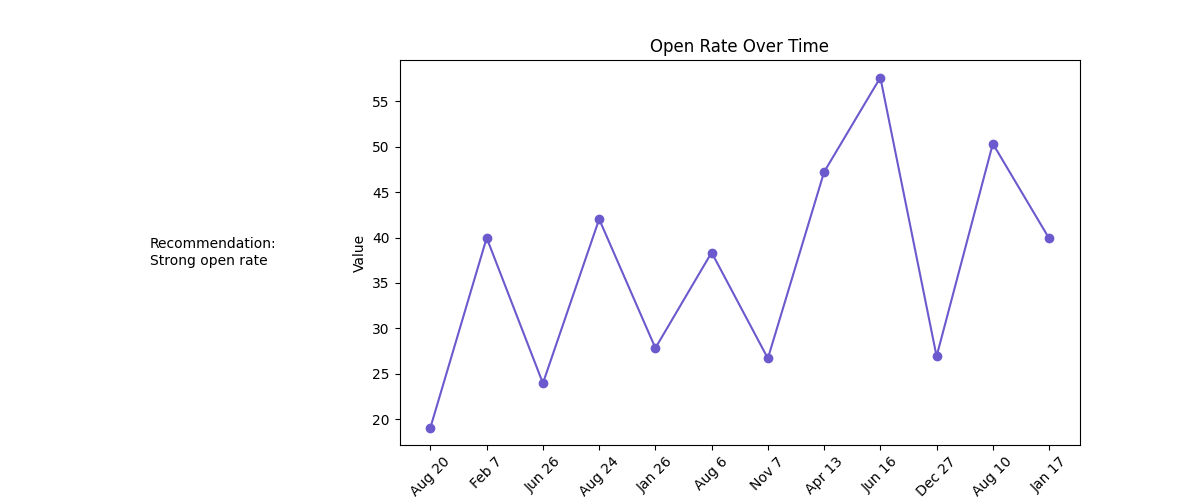 Open Rate Over Time
Recommendation:
Strong open rate
Value
55
50
45
40
35
30
25
20
Aug 20
Feb 7
Jun 26
Aug 24
Jan 26
Aug 6
Nov 7
Apr 13
Jun 16
Dec 27
Aug 10
Jan 17